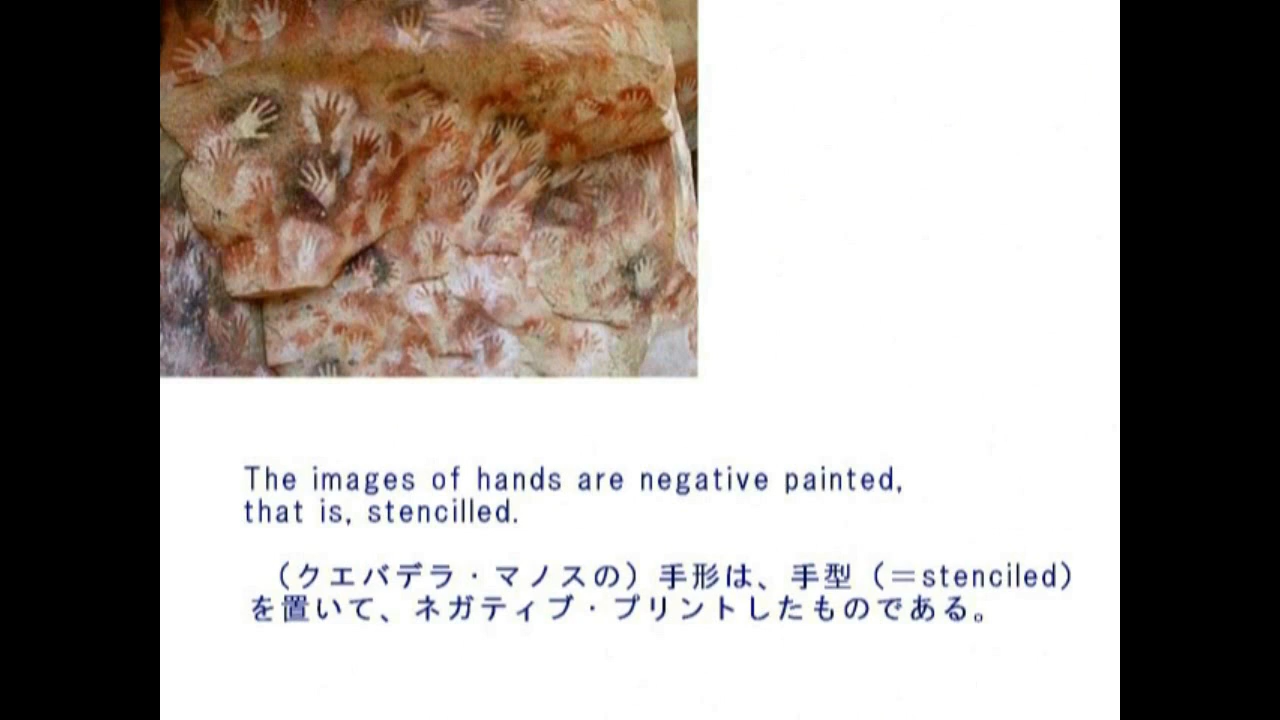 The images of hands are negative painted,
that is, stencilled.
（クエバデラ・マノスの）手形は、手型（＝stenciled）
を置いて、ネガティブ・プリントしたものである。